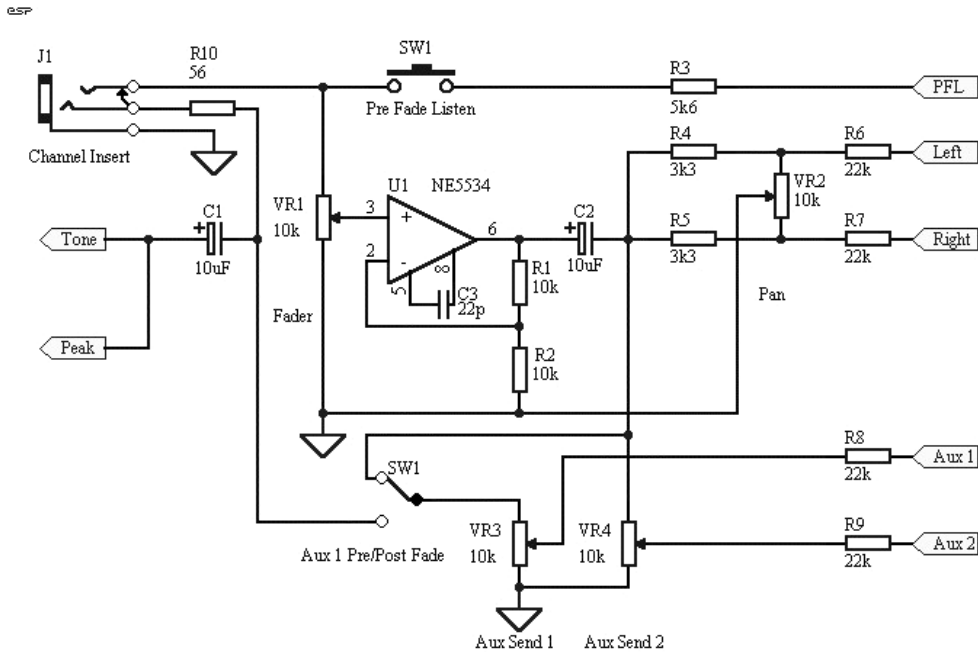 esp
J1
R10
56
SW1
R3
5k6
PFL
Pre Fade Listen
Channel Insert
R4
3k3
R6
22k
Left
U1 NE5534
VR1
10k
3
+
6
2
-
5
8
C3
22p
C2
+
10uF
VR2
10k
C1
+
10uF
Tone
R5
3k3
R7
22k
Right
R1
10k
Pan
Fader
Peak
R2
10k
SW1
R8
22k
Aux 1
VR3
10k
VR4
10k
R9
22k
Aux 2
Aux 1 Pre/Post Fade
Aux Send 1
Aux Send 2